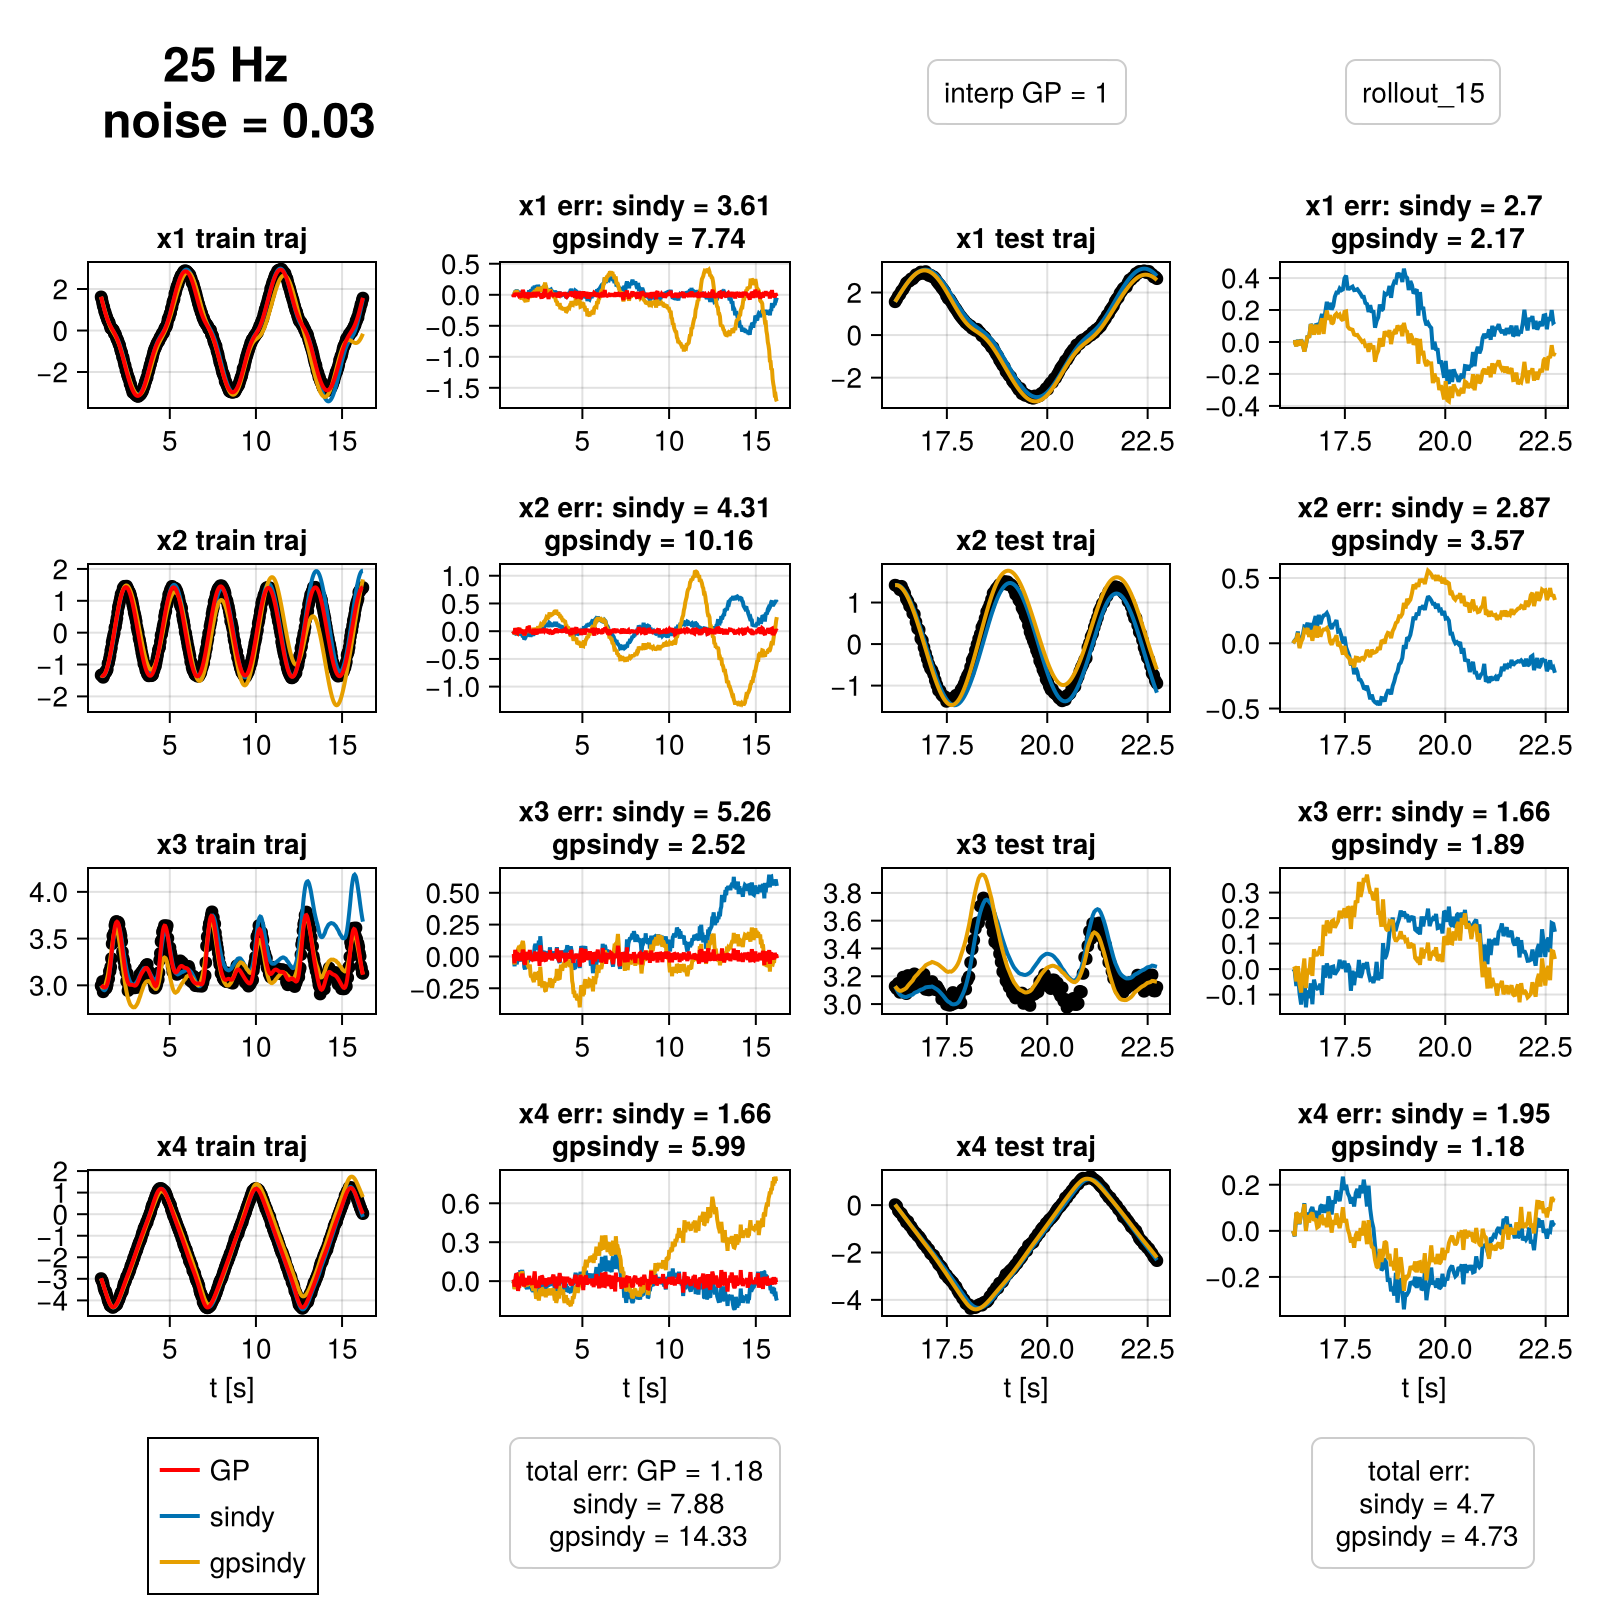 25 Hz
noise = 0.03
interp GP = 1
rollout_15
x1 train traj
2
0
−2
5 10 15
x1 err: sindy = 3.61
gpsindy = 7.74
0.5
0.0
−0.5
−1.0
−1.5
5 10 15
x1 test traj
2
0
−2
17.5 20.0 22.5
x1 err: sindy = 2.7
gpsindy = 2.17
0.4
0.2
0.0
−0.2
−0.4
17.5 20.0 22.5
x2 train traj
2
1
0
−1
−2
5 10 15
x2 err: sindy = 4.31
gpsindy = 10.16
1.0
0.5
0.0
−0.5
−1.0
5 10 15
x2 test traj
1
0
−1
17.5 20.0 22.5
x2 err: sindy = 2.87
gpsindy = 3.57
0.5
0.0
−0.5
17.5 20.0 22.5
x3 train traj
4.0
3.5
3.0
5 10 15
x3 err: sindy = 5.26
gpsindy = 2.52
0.50
0.25
0.00
−0.25
5 10 15
x3 test traj
3.8
3.6
3.4
3.2
3.0
17.5 20.0 22.5
x3 err: sindy = 1.66
gpsindy = 1.89
0.3
0.2
0.1
0.0
−0.1
17.5 20.0 22.5
x4 train traj
2
1
0
−1
−2
−3
−4
5 10 15
t [s]
x4 err: sindy = 1.66
gpsindy = 5.99
0.6
0.3
0.0
5 10 15
t [s]
x4 test traj
0
−2
−4
17.5 20.0 22.5
t [s]
x4 err: sindy = 1.95
gpsindy = 1.18
0.2
0.0
−0.2
17.5 20.0 22.5
t [s]
GP
sindy
gpsindy
total err: GP = 1.18
sindy = 7.88
gpsindy = 14.33
total err:
sindy = 4.7
gpsindy = 4.73